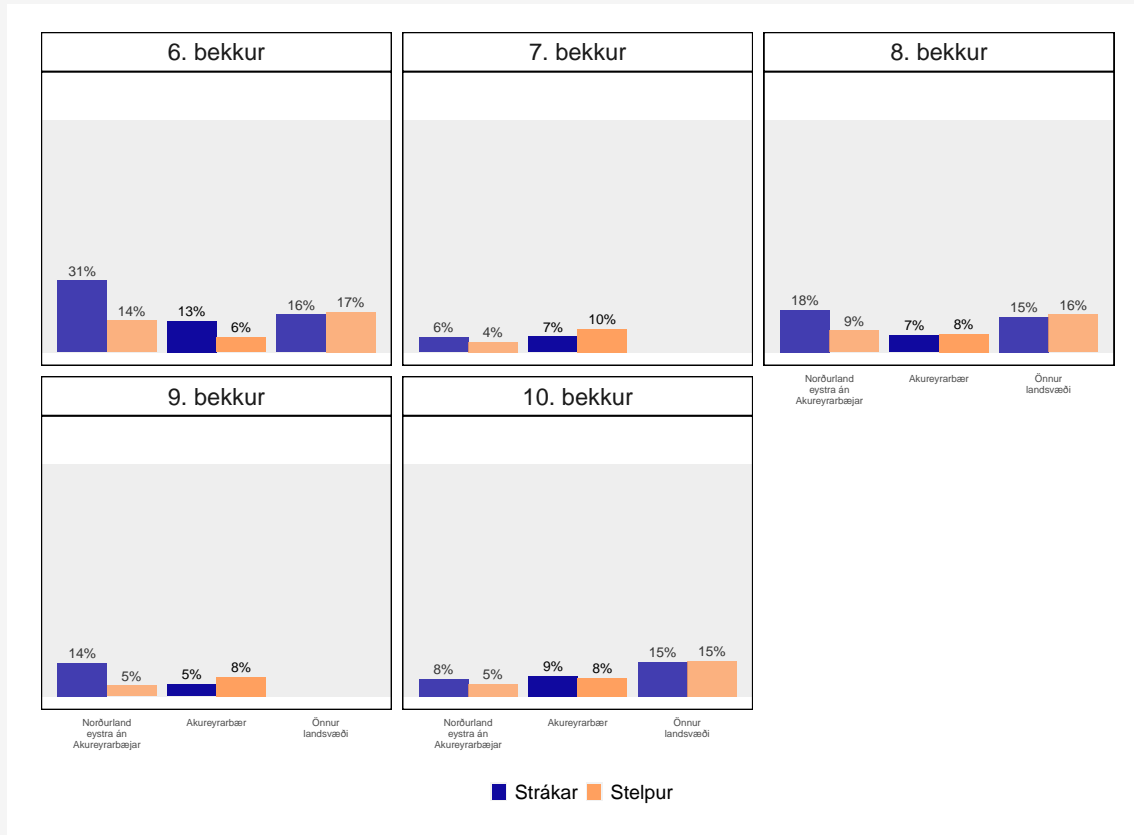 6. bekkur
7. bekkur
8. bekkur
31%
14%
13%
6%
16%
17%
6%
4%
7%
10%
18%
9%
7%
8%
15%
16%
Norðurland
eystra án
Akureyrarbæjar
Akureyrarbær
Önnur
landsvæði
9. bekkur
10. bekkur
14%
5%
5%
8%
8%
5%
9%
8%
15%
15%
Norðurland
eystra án
Akureyrarbæjar
Akureyrarbær
Önnur
landsvæði
Norðurland
eystra án
Akureyrarbæjar
Akureyrarbær
Önnur
landsvæði
Strákar
Stelpur